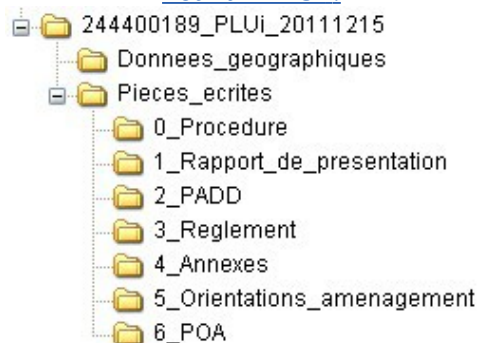 244400189_PLUi_20111215
Donnees_geographiques
Pieces_ecrites
0_Procedure
1_Rapport_de_presentation
2_PADD
3_Reglement
4_Annexes
5_Orientations_amenagement
6_POA